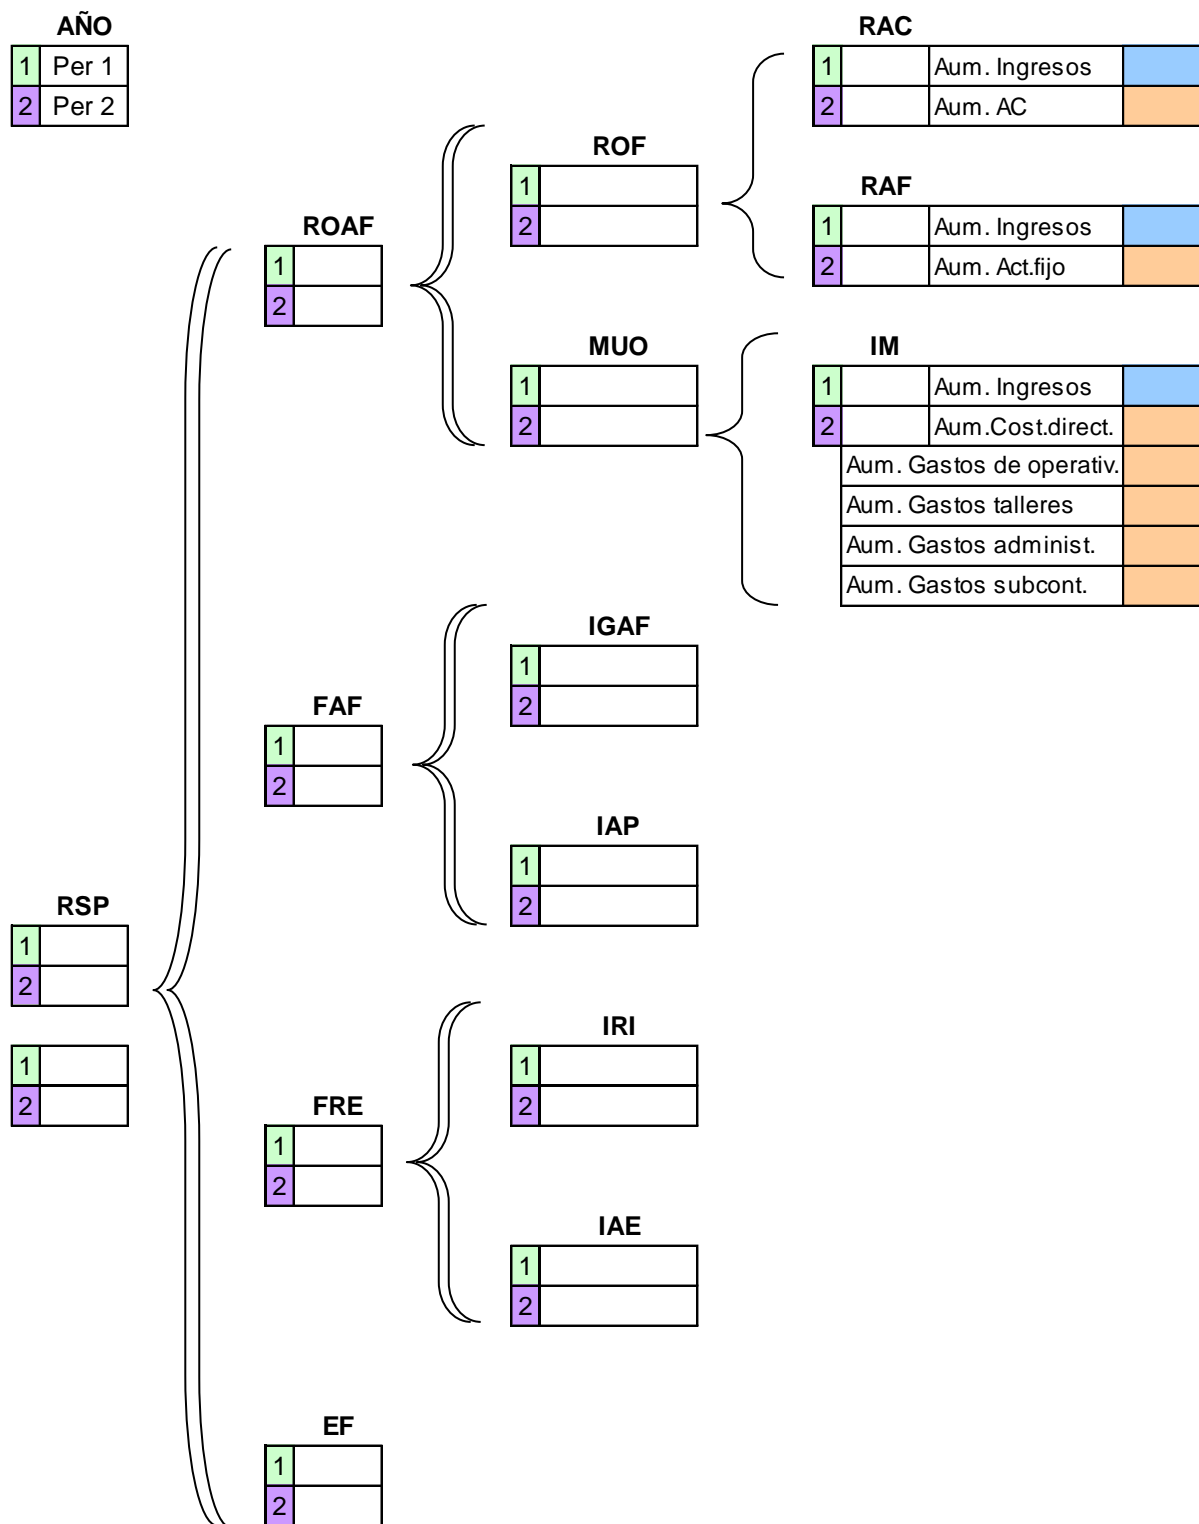 AÑO
1 Per 1
2 Per 2
RAC
1 Aum. Ingresos
2 Aum. AC
ROF
1
2
RAF
1 Aum. Ingresos
2 Aum. Act.fijo
ROAF
1
2
MUO
1
2
IM
1 Aum. Ingresos
2 Aum.Cost.direct.
Aum. Gastos de operativ.
Aum. Gastos talleres
Aum. Gastos administ.
Aum. Gastos subcont.
IGAF
1
2
FAF
1
2
IAP
1
2
RSP
1
2
1
2
IRI
1
2
FRE
1
2
IAE
1
2
EF
1
2